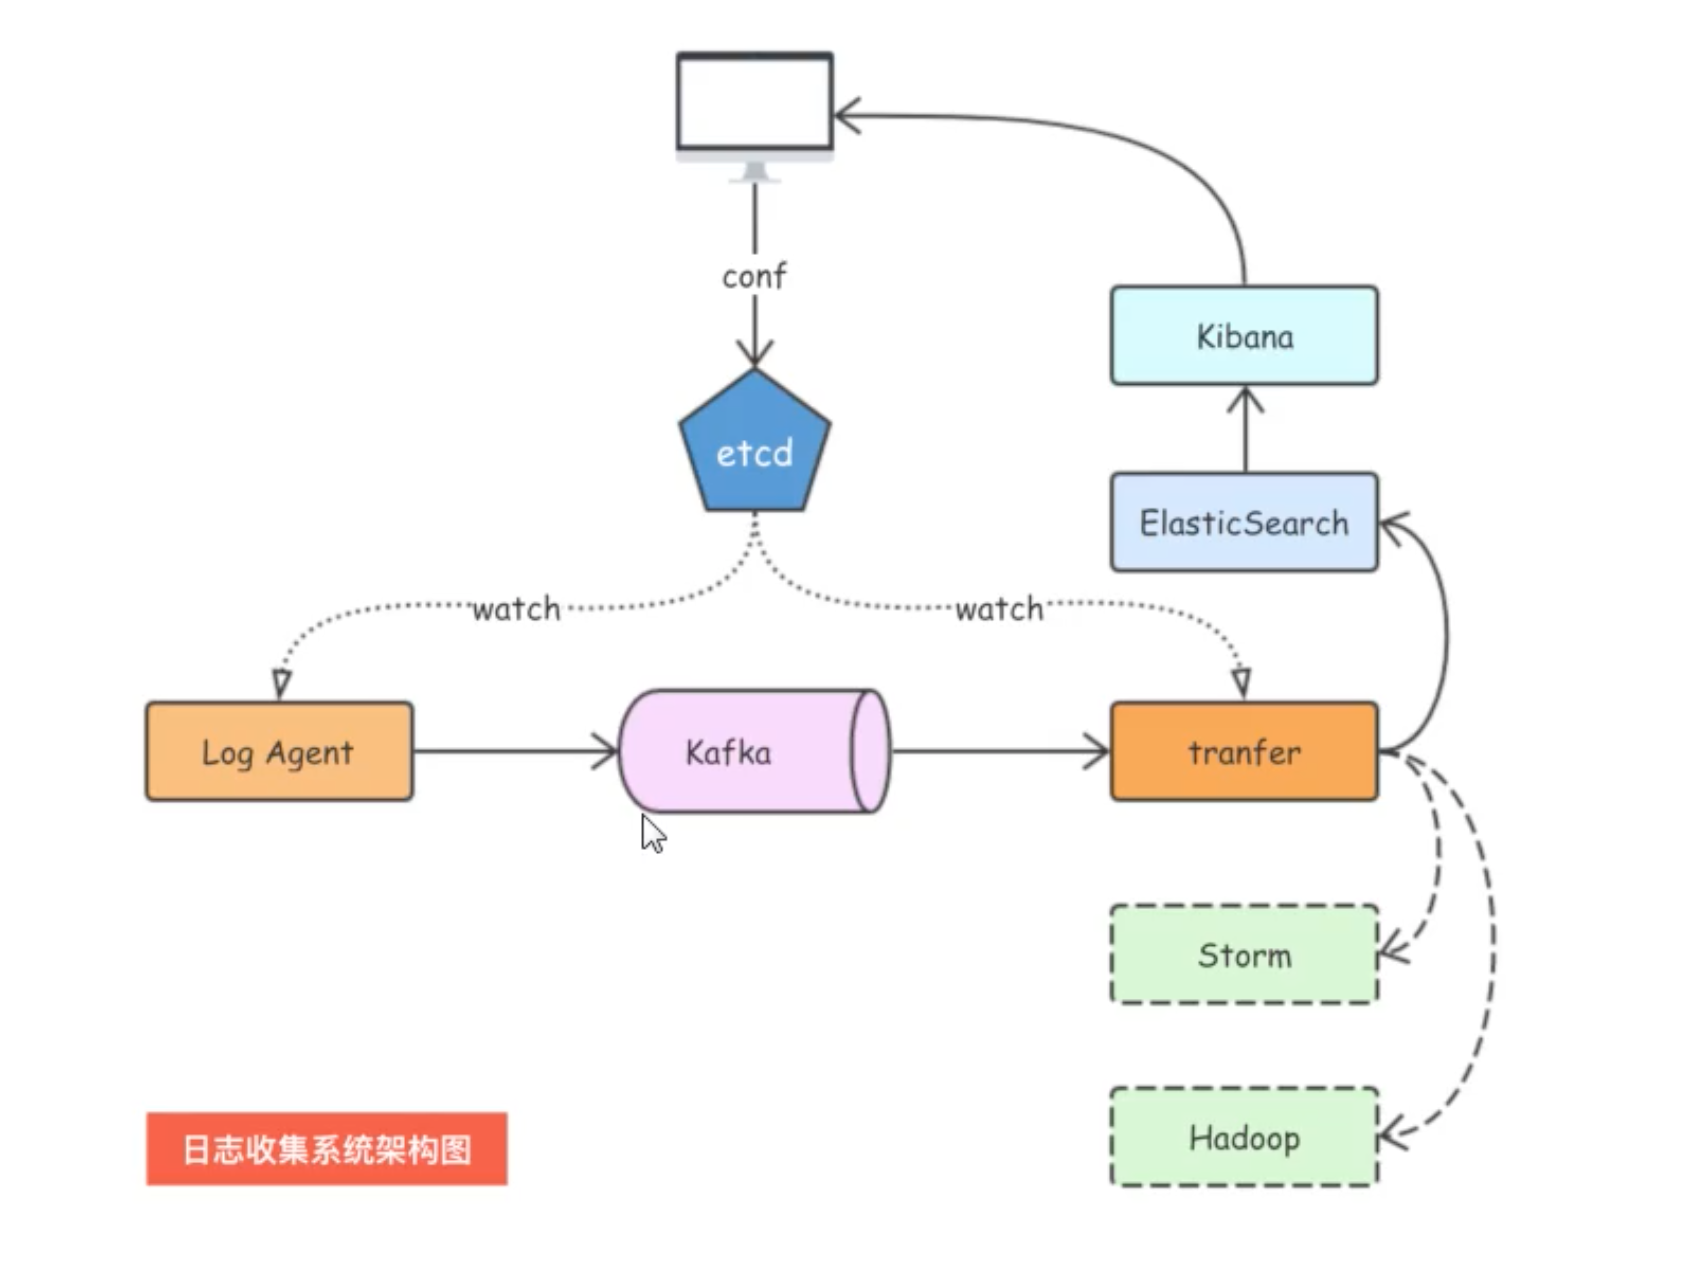 conf
Kibana
etcd
ElasticSearch
watch
watch
Log Agent
Kafka
tranfer
Storm
Hadoop
日志收集系统架构图